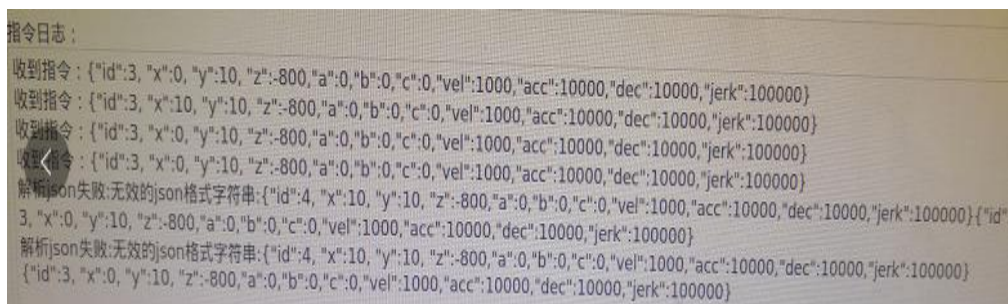 指令日志：
收到指令：{"id":3, "x":0, "y":10, "z":-800,"a":0,"b":0,"c":0,"vel":1000,"acc":10000,"dec":10000,"jerk":100000}
收到指令：{"id":3, "x":10, "y":10, "z":-800,"a":0,"b":0,"c":0,"vel":1000,"acc":10000,"dec":10000,"jerk":100000}
收到指令：{"id":3, "x":0, "y":10, "z":-800,"a":0,"b":0,"c":0,"vel":1000,"acc":10000,"dec":10000,"jerk":100000}
收到指令：{"id":3, "x":0, "y":10, "z":-800,"a":0,"b":0,"c":0,"vel":1000,"acc":10000,"dec":10000,"jerk":100000}
解析json失败:无效的json格式字符串:{"id":4, "x":10, "y":10, "z":-800,"a":0,"b":0,"c":0,"vel":1000,"acc":10000,"dec":10000,"jerk":100000}{"id"
3, "x":0, "y":10, "z":-800,"a":0,"b":0,"c":0,"vel":1000,"acc":10000,"dec":10000,"jerk":100000}
解析json失败:无效的json格式字符串:{"id":4, "x":10, "y":10, "z":-800,"a":0,"b":0,"c":0,"vel":1000,"acc":10000,"dec":10000,"jerk":100000}
{"id":3, "x":0, "y":10, "z":-800,"a":0,"b":0,"c":0,"vel":1000,"acc":10000,"dec":10000,"jerk":100000}